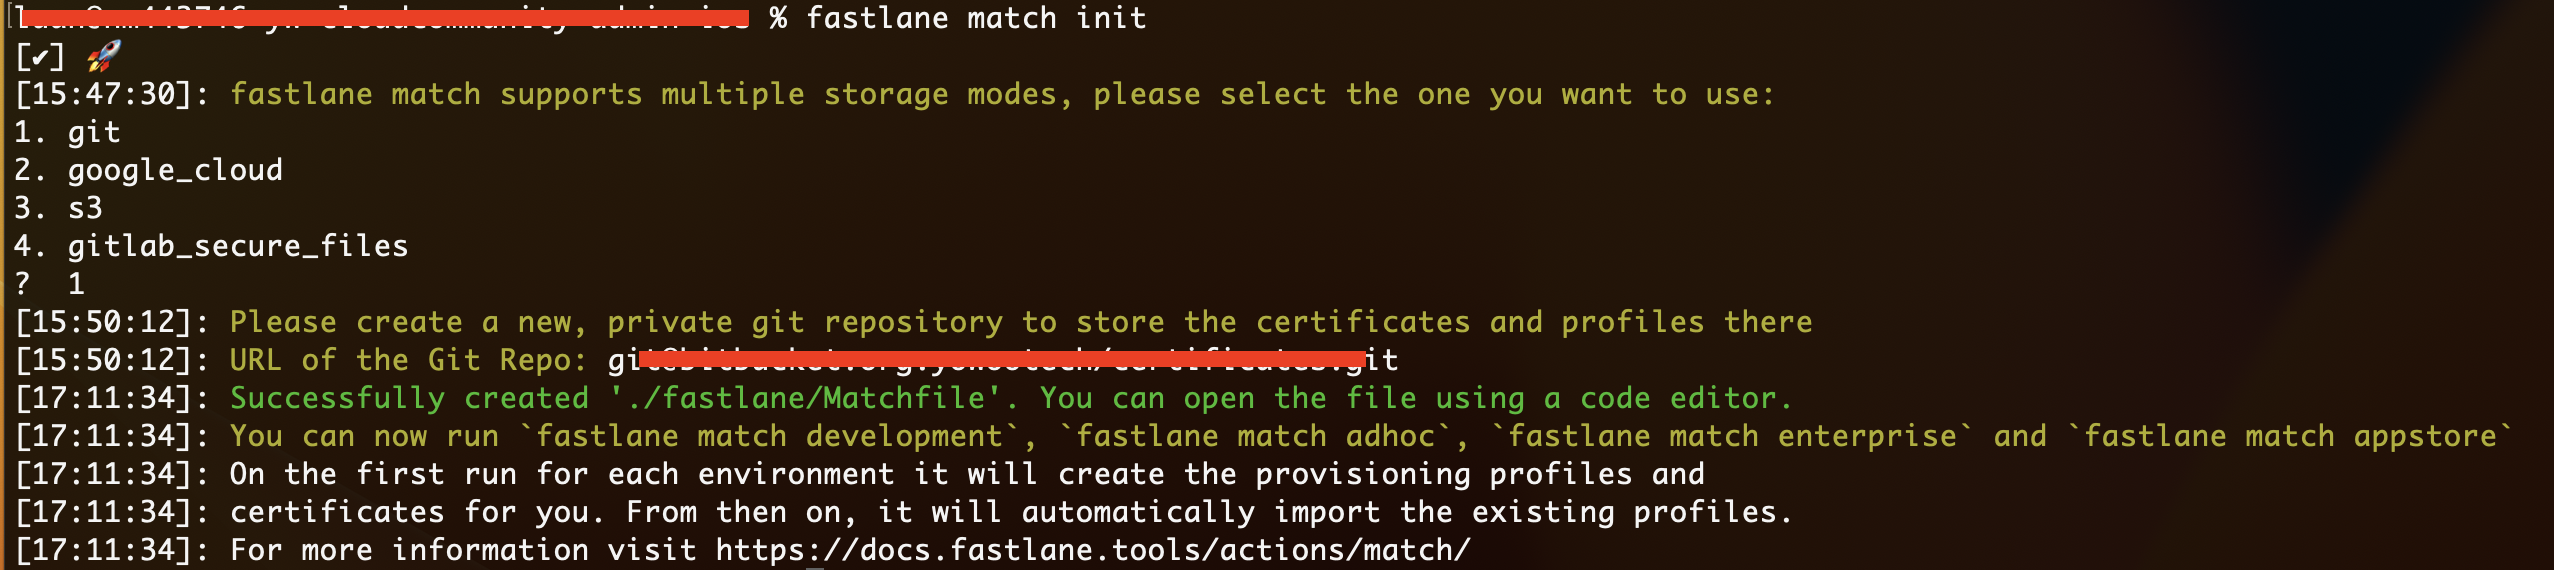 % fastlane match init
[✔] 🚀
[15:47:30]: fastlane match supports multiple storage modes, please select the one you want to use:
1. git
2. google_cloud
3. s3
4. gitlab_secure_files
? 1
[15:50:12]: Please create a new, private git repository to store the certificates and profiles there
[15:50:12]: URL of the Git Repo:
[17:11:34]: Successfully created './fastlane/Matchfile'. You can open the file using a code editor.
[17:11:34]: You can now run `fastlane match development`, `fastlane match adhoc`, `fastlane match enterprise` and `fastlane match appstore`
[17:11:34]: On the first run for each environment it will create the provisioning profiles and
[17:11:34]: certificates for you. From then on, it will automatically import the existing profiles.
[17:11:34]: For more information visit https://docs.fastlane.tools/actions/match/